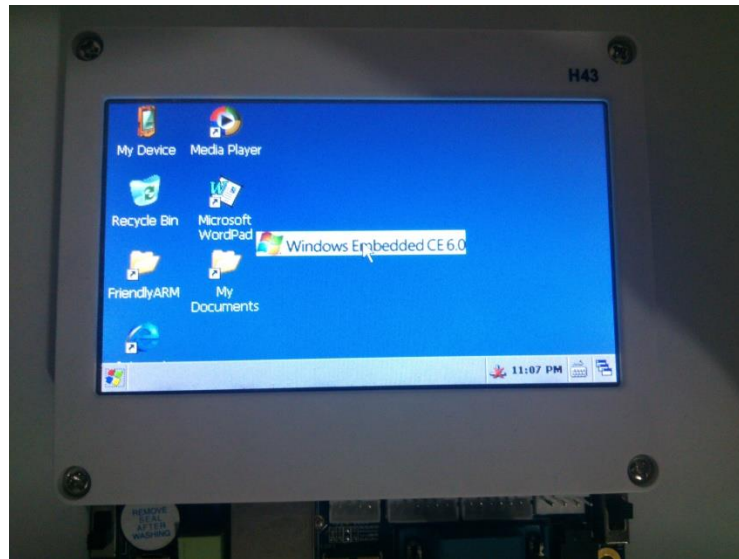 H43
My Device
Media Player
Recycle Bin
Microsoft
WordPad
Windows Embedded CE 6.0
FriendlyARM
My
Documents
11:07 PM
REMOVE
SEAL
AFTER
WASHING